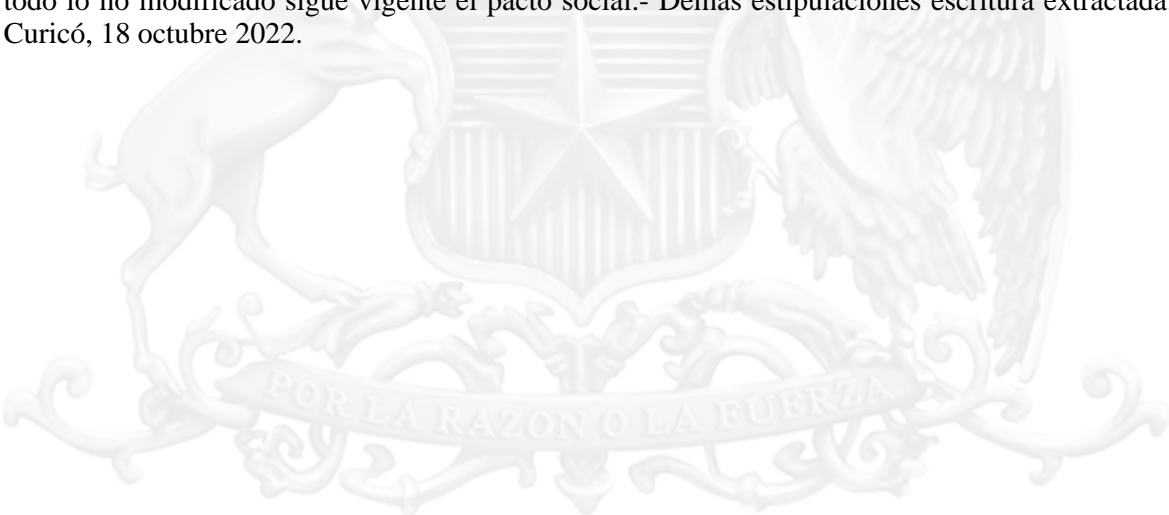 todo lo no modificado sigue vigente el pacto social.- Demás estipulaciones escritura extractada
Curicó, 18 octubre 2022.
POR LA RAZON O LA FUERZA